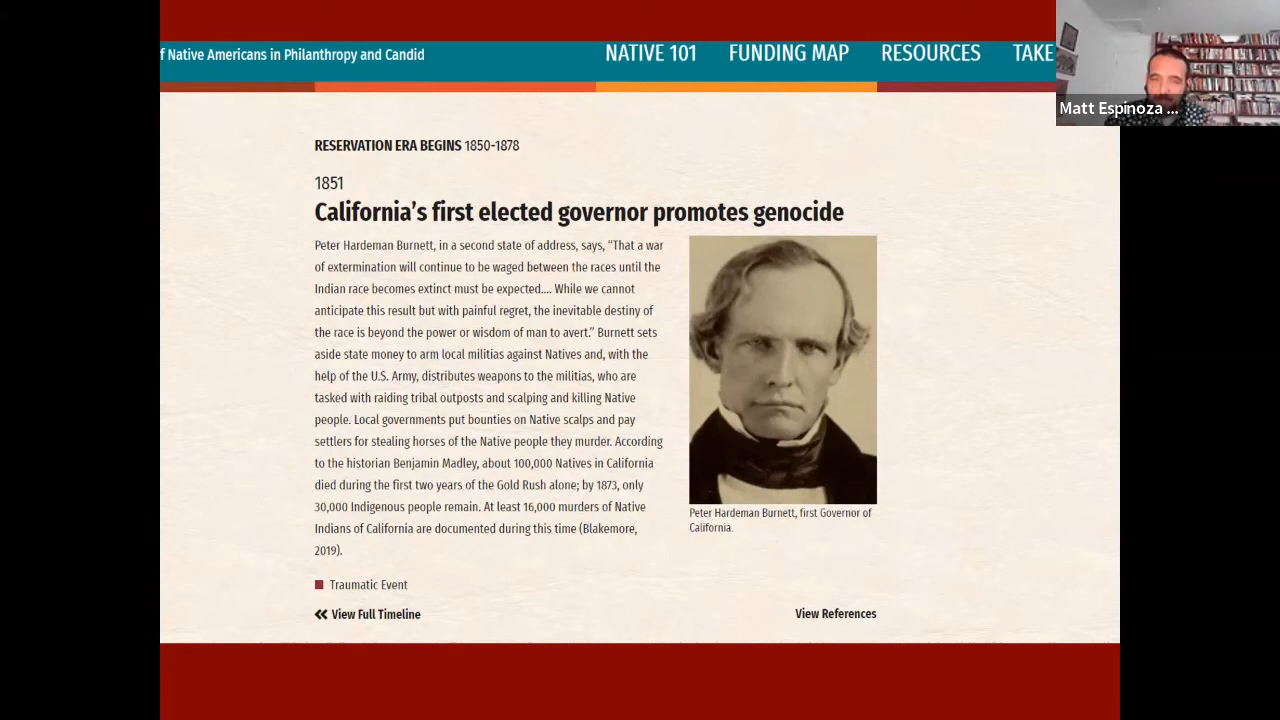 f Native Americans in Philanthropy and Candid
NATIVE 101 FUNDING MAP RESOURCES TAKE
Matt Espinoza ...
RESERVATION ERA BEGINS 1850-1878
1851
California's first elected governor promotes genocide
Peter Hardeman Burnett, in a second state of address, says, “That a war
of extermination will continue to be waged between the races until the
Indian race becomes extinct must be expected.... While we cannot
anticipate this result but with painful regret, the inevitable destiny of
the race is beyond the power or wisdom of man to avert.” Burnett sets
aside state money to arm local militias against Natives and, with the
help of the U.S. Army, distributes weapons to the militias, who are
tasked with raiding tribal outposts and scalping and killing Native
people. Local governments put bounties on Native scalps and pay
settlers for stealing horses of the Native people they murder. According
to the historian Benjamin Madley, about 100,000 Natives in California
died during the first two years of the Gold Rush alone; by 1873, only
30,000 Indigenous people remain. At least 16,000 murders of Native
Indians of California are documented during this time (Blakemore,
2019).
Peter Hardeman Burnett, first Governor of
California.
Traumatic Event
View Full Timeline
View References